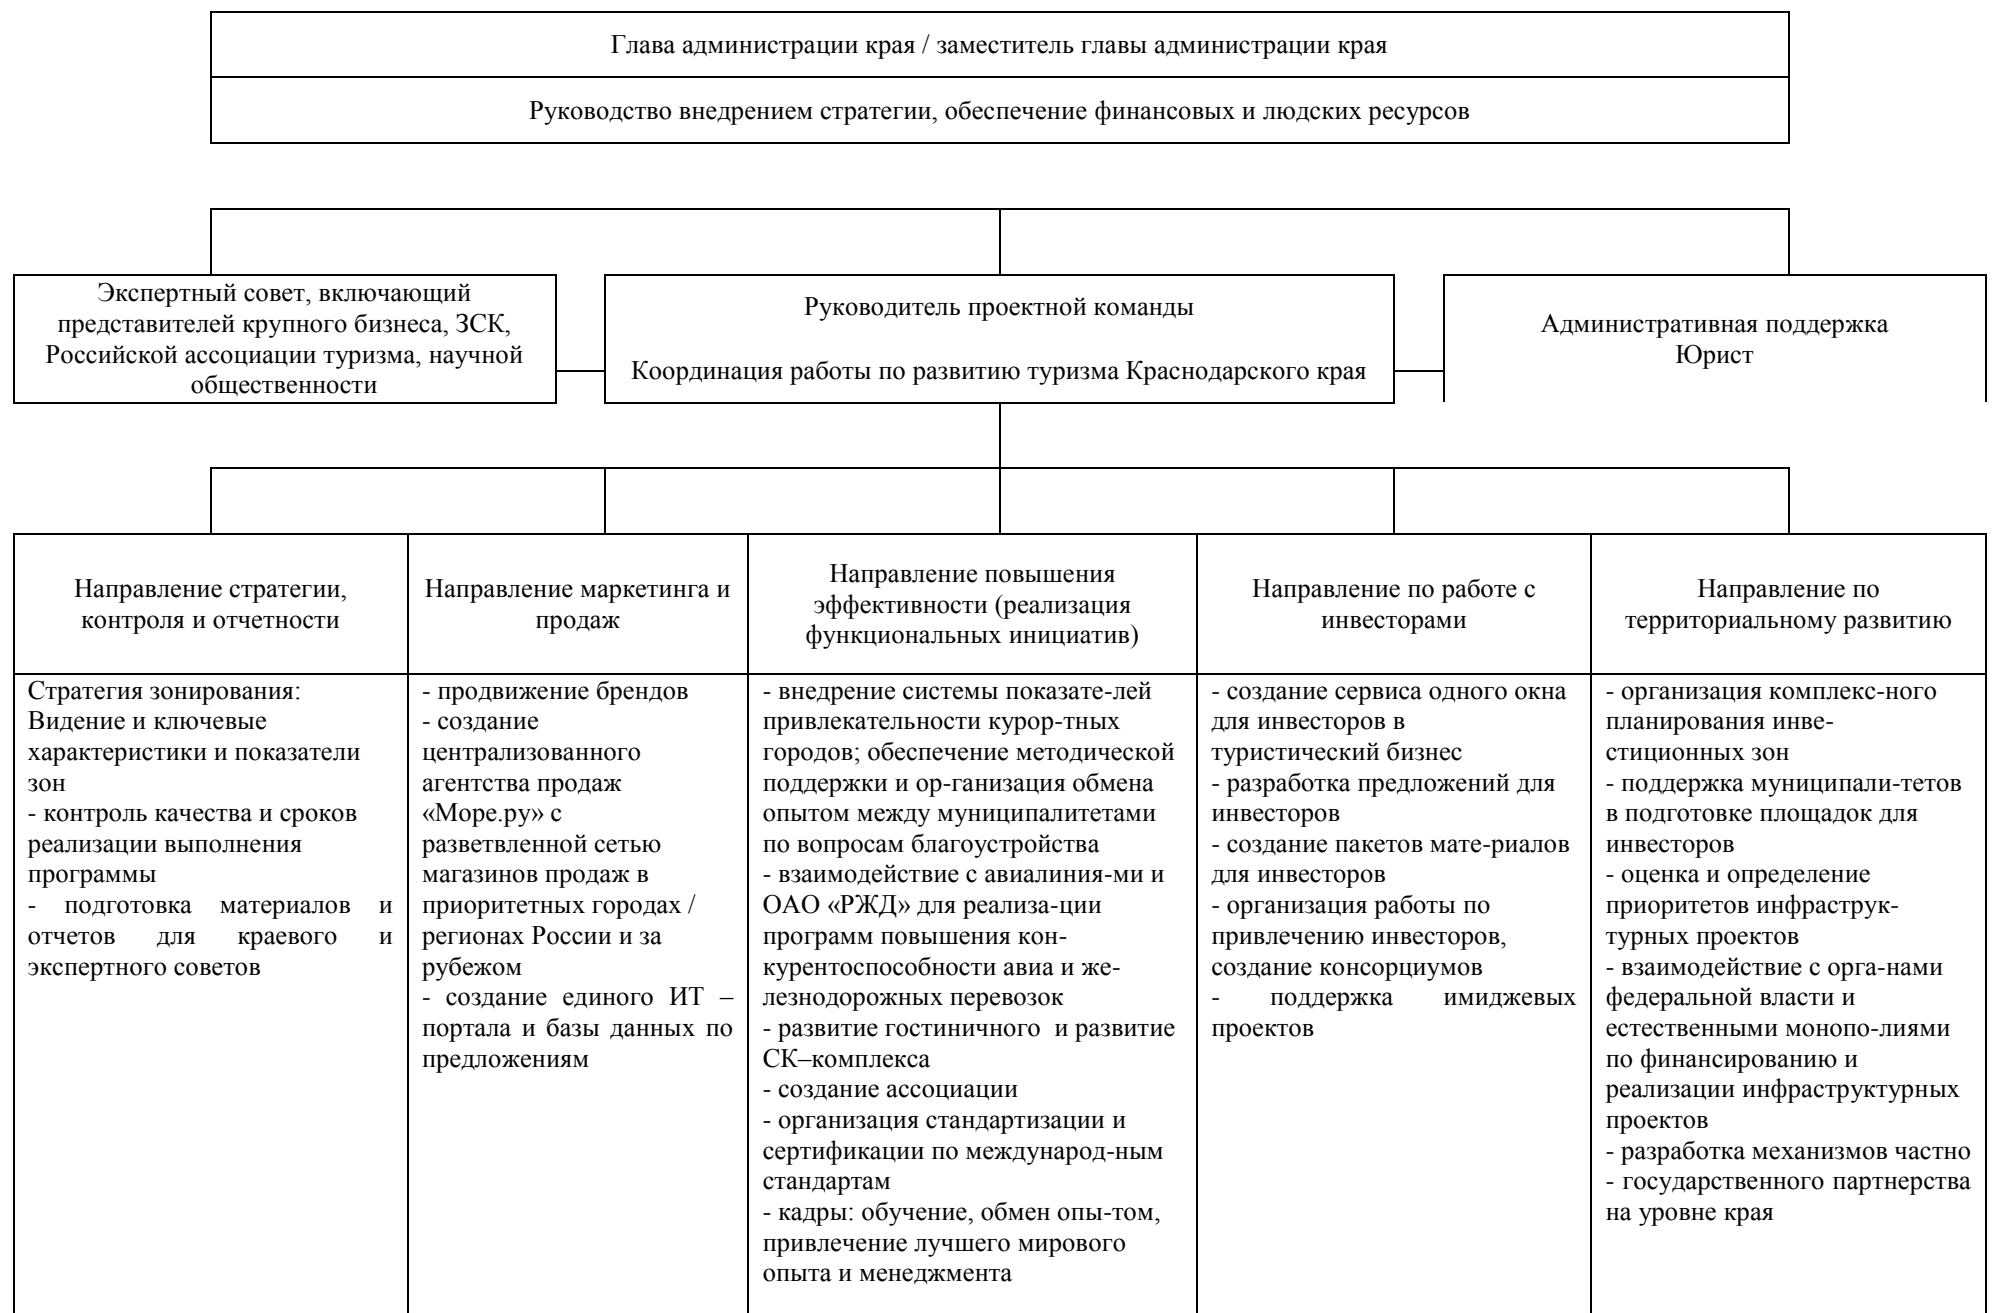 Глава администрации края / заместитель главы администрации края
Руководство внедрением стратегии, обеспечение финансовых и людских ресурсов
Экспертный совет, включающий
представителей крупного бизнеса, ЗСК,
Российской ассоциации туризма, научной
общественности
Руководитель проектной команды
Координация работы по развитию туризма Краснодарского края
Административная поддержка
Юрист
Направление стратегии,
контроля и отчетности
Направление маркетинга и
продаж
Направление повышения
эффективности (реализация
функциональных инициатив)
Направление по работе с
инвесторами
Направление по
территориальному развитию
Стратегия зонирования:
Видение и ключевые
характеристики и показатели
зон
- контроль качества и сроков
реализации выполнения
программы
- подготовка материалов и
отчетов для краевого и
экспертного советов
- продвижение брендов
- создание
централизованного
агентства продаж
«Море.ру» с
разветвленной сетью
магазинов продаж в
приоритетных городах /
регионах России и за
рубежом
- создание единого ИТ –
портала и базы данных по
предложениям
- внедрение системы показате-лей
привлекательности курор-тных
городов; обеспечение методической
поддержки и ор-ганизация обмена
опытом между муниципалитетами
по вопросам благоустройства
- взаимодействие с авиалиния-ми и
ОАО «РЖД» для реализа-ции
программ повышения кон-
курентоспособности авиа и же-
лезнодорожных перевозок
- развитие гостиничного и развитие
СК–комплекса
- создание ассоциации
- организация стандартизации и
сертификации по международ-ным
стандартам
- кадры: обучение, обмен опы-том,
привлечение лучшего мирового
опыта и менеджмента
- создание сервиса одного окна
для инвесторов в
туристический бизнес
- разработка предложений для
инвесторов
- создание пакетов мате-риалов
для инвесторов
- организация работы по
привлечению инвесторов,
создание консорциумов
- поддержка имиджевых
проектов
- организация комплекс-ного
планирования инве-
стиционных зон
- поддержка муниципали-тетов
в подготовке площадок для
инвесторов
- оценка и определение
приоритетов инфраструк-
турных проектов
- взаимодействие с орга-нами
федеральной власти и
естественными монопо-лиями
по финансированию и
реализации инфраструктурных
проектов
- разработка механизмов частно
- государственного партнерства
на уровне края